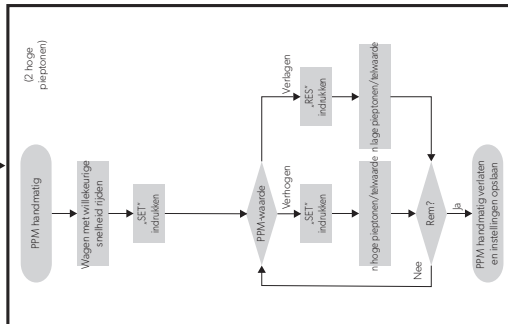 (2 hoge
pieptonen)
PPM handmatig
Wagen met willekeurige
snelheid rijden
„SET“
indrukken
PPM-waarde
Verlagen
„RES“
indrukken
n lage pieptonen/telwaarde
Verhogen
„SET“
indrukken
n hoge pieptonen/telwaarde
Rem?
Nee
Ja
PPM handmatig verlaten
en instellingen opslaan